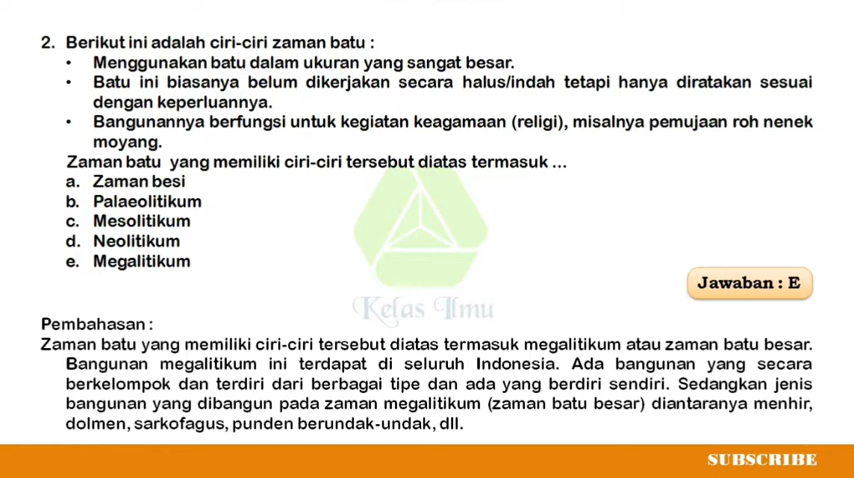 2. Berikut ini adalah ciri-ciri zaman batu :
• Menggunakan batu dalam ukuran yang sangat besar.
• Batu ini biasanya belum dikerjakan secara halus/indah tetapi hanya diratakan sesuai
dengan keperluannya.
• Bangunannya berfungsi untuk kegiatan keagamaan (religi), misalnya pemujaan roh nenek
moyang.
Zaman batu yang memiliki ciri-ciri tersebut diatas termasuk ...
a. Zaman besi
b. Palaeolitikum
c. Mesolitikum
d. Neolitikum
e. Megalitikum
Jawaban : E
Kelas Ilmu
Pembahasan :
Zaman batu yang memiliki ciri-ciri tersebut diatas termasuk megalitikum atau zaman batu besar.
Bangunan megalitikum ini terdapat di seluruh Indonesia. Ada bangunan yang secara
berkelompok dan terdiri dari berbagai tipe dan ada yang berdiri sendiri. Sedangkan jenis
bangunan yang dibangun pada zaman megalitikum (zaman batu besar) diantaranya menhir,
dolmen, sarkofagus, punden berundak-undak, dll.
SUBSCRIBE